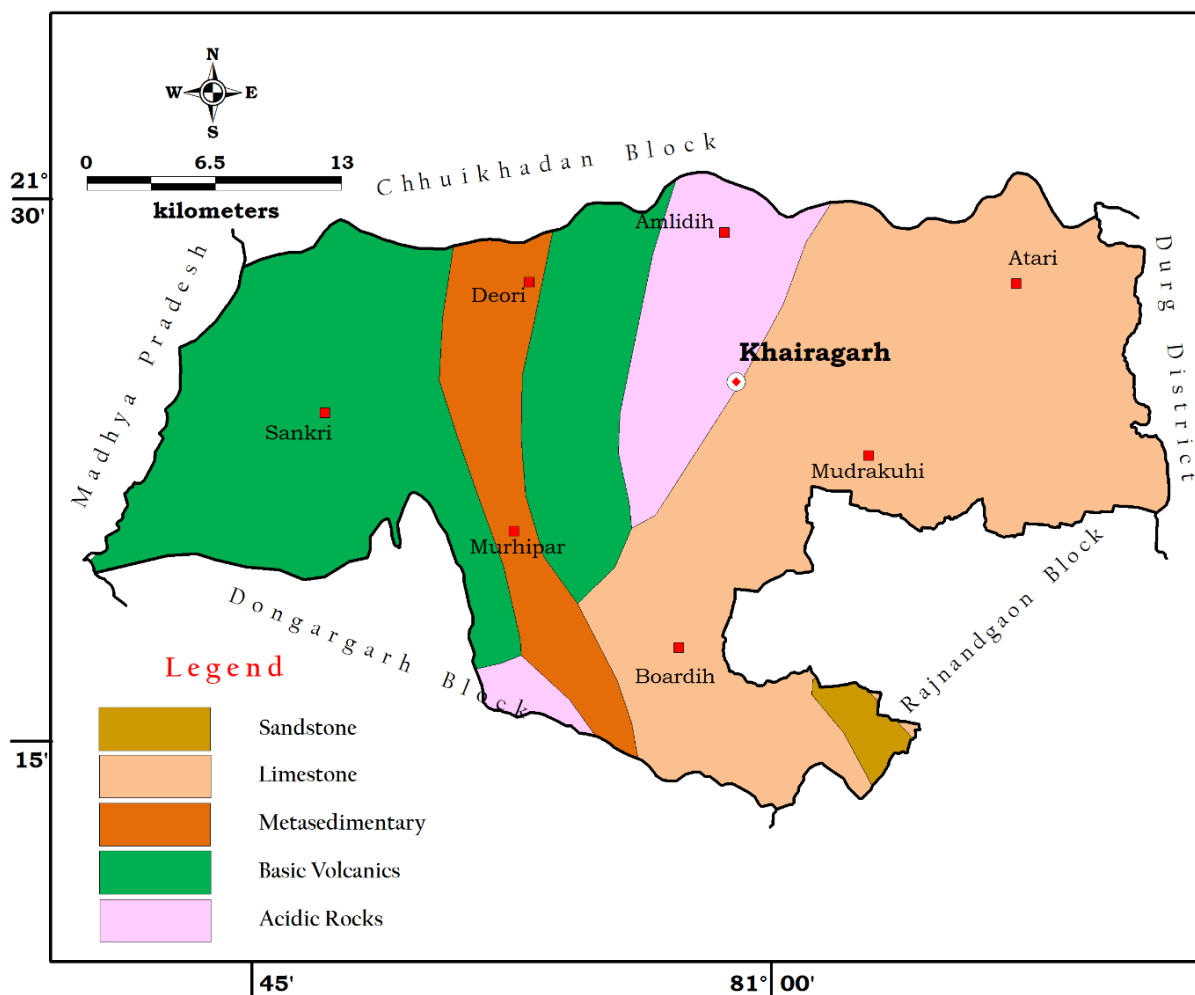 N
W E
S
0 6.5 13
kilometers
Chhuikhadan Block
21°
30'
Madhya Pradesh
Durg District
Amlidih
Atari
Deori
Khairagarh
Sankri
Mudrakuhi
Murhipar
Dongargarh Block
Rajnandgaon Block
Boardih
Legend
Sandstone
15'
Limestone
Metasedimentary
Basic Volcanics
Acidic Rocks
45'
81° 00'